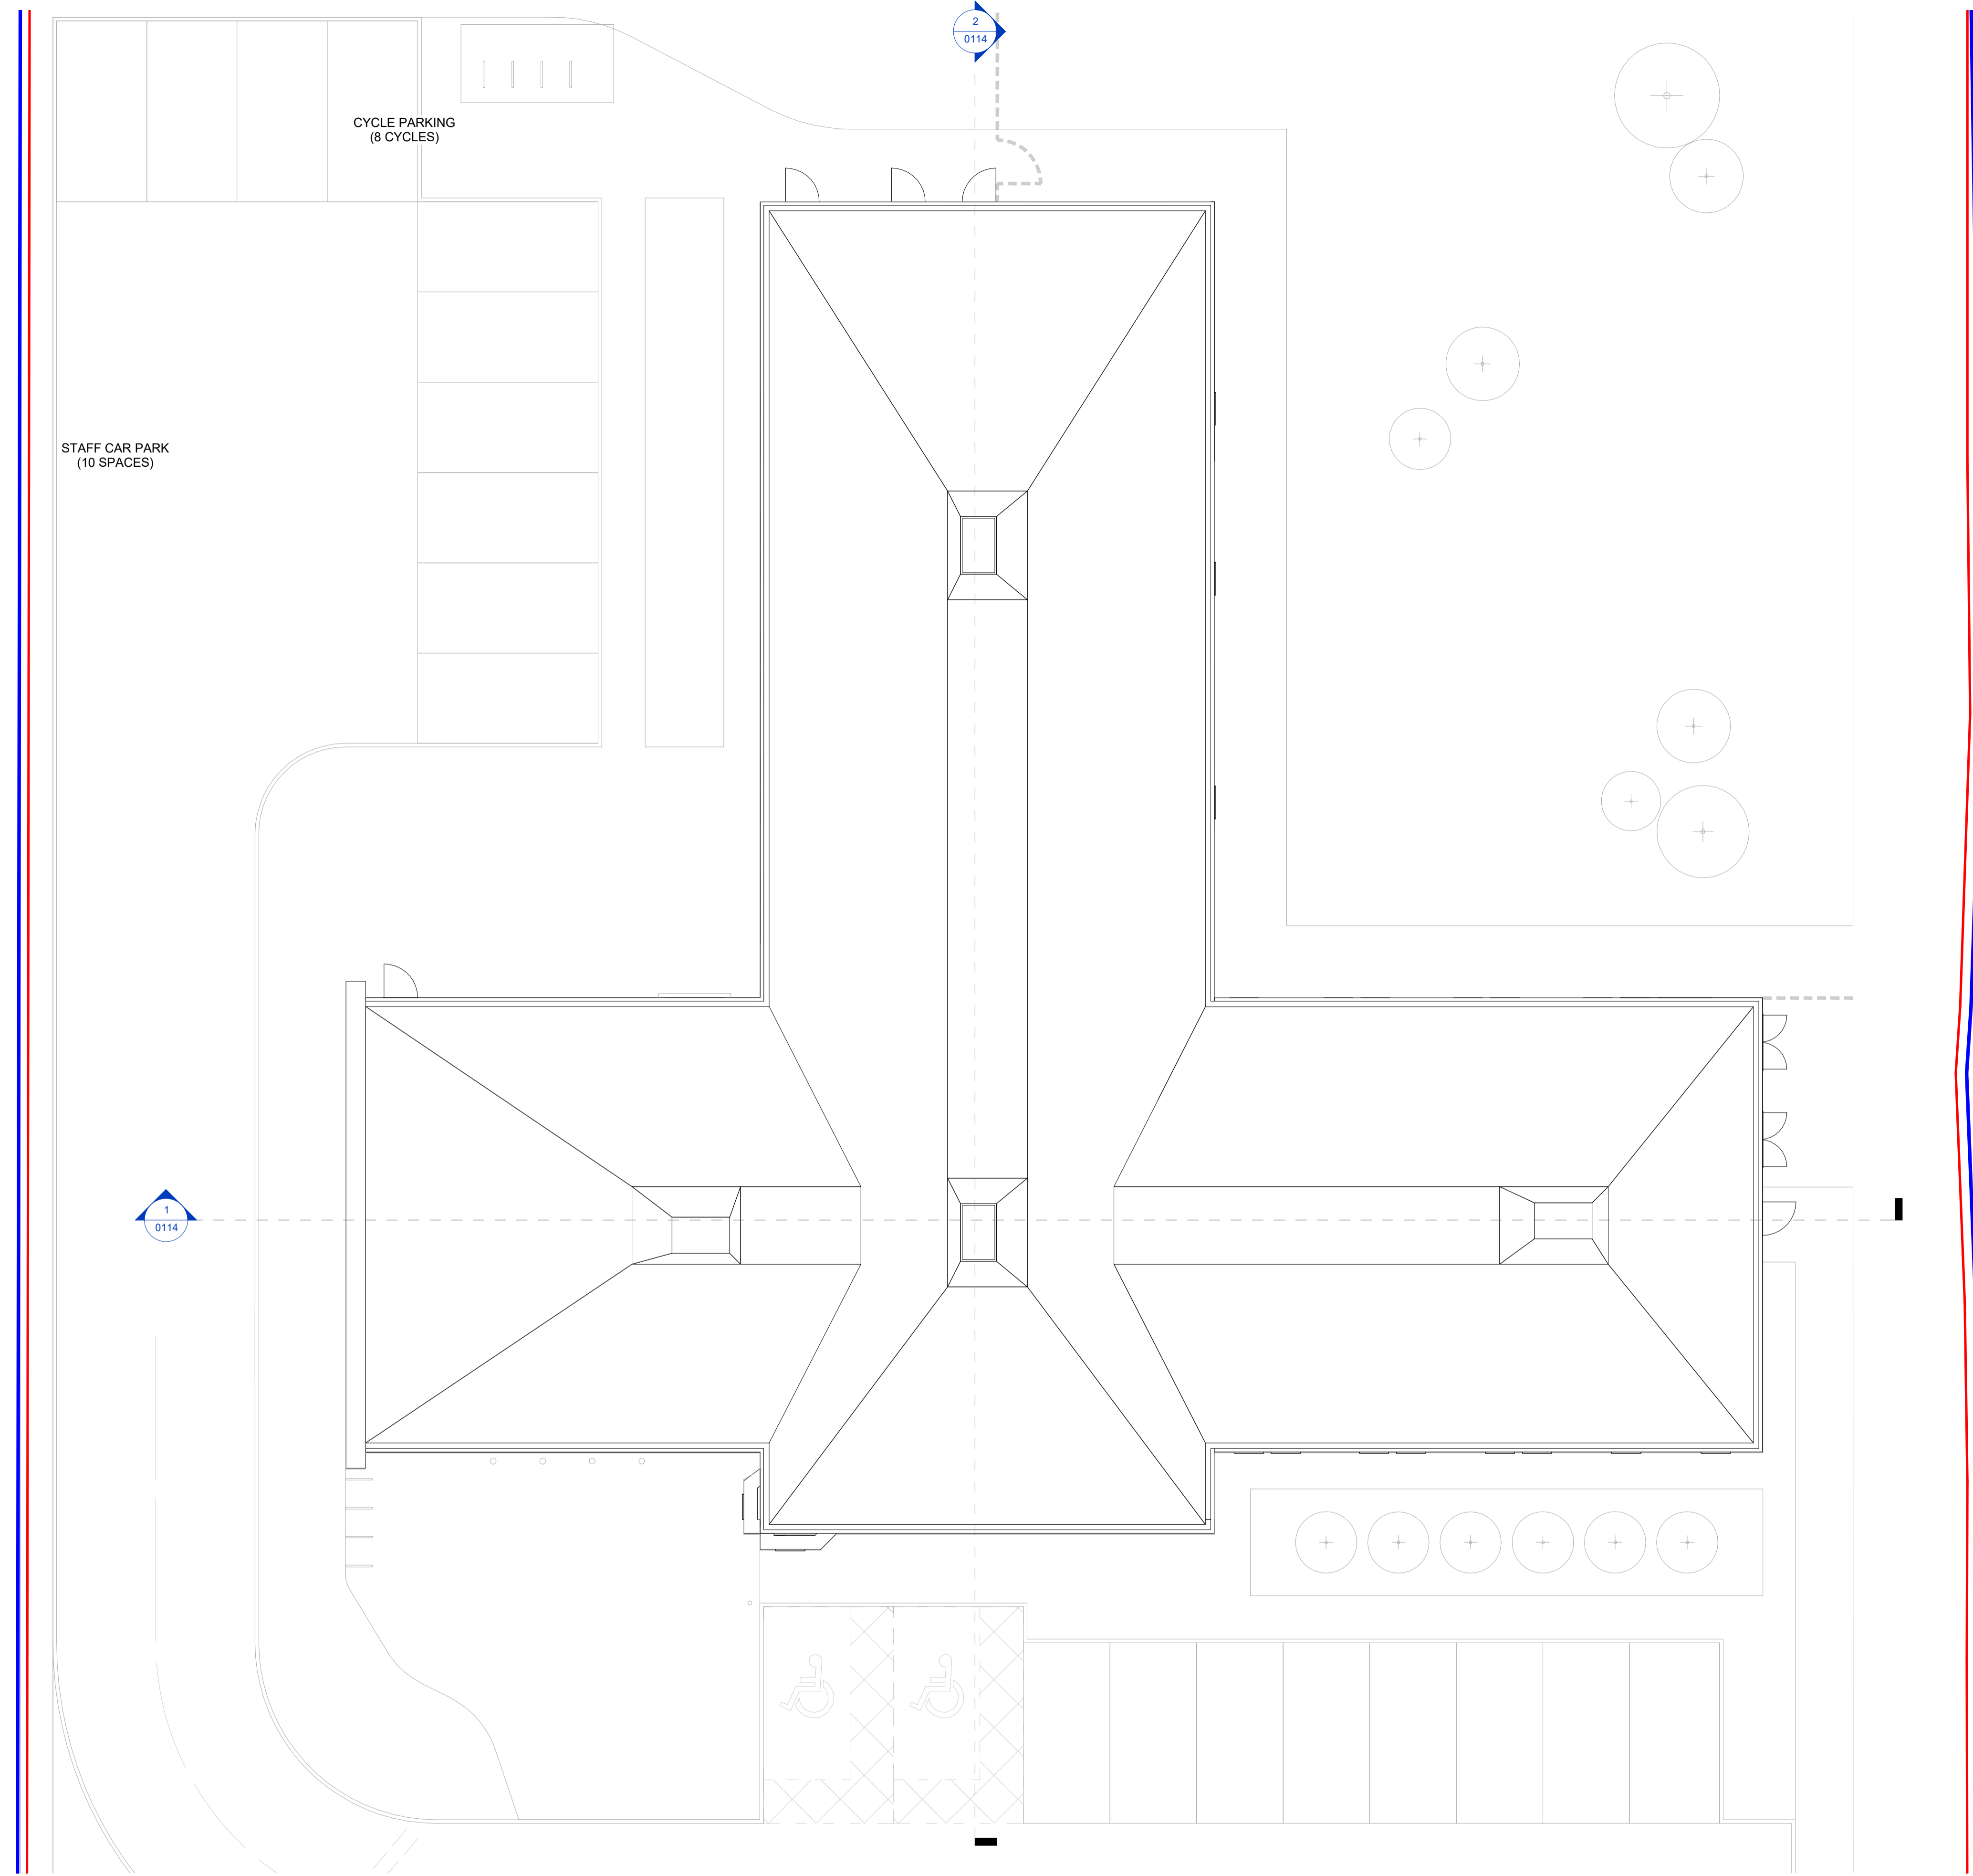 2
0114
CYCLE PARKING
(8 CYCLES)
STAFF CAR PARK
(10 SPACES)
1
0114